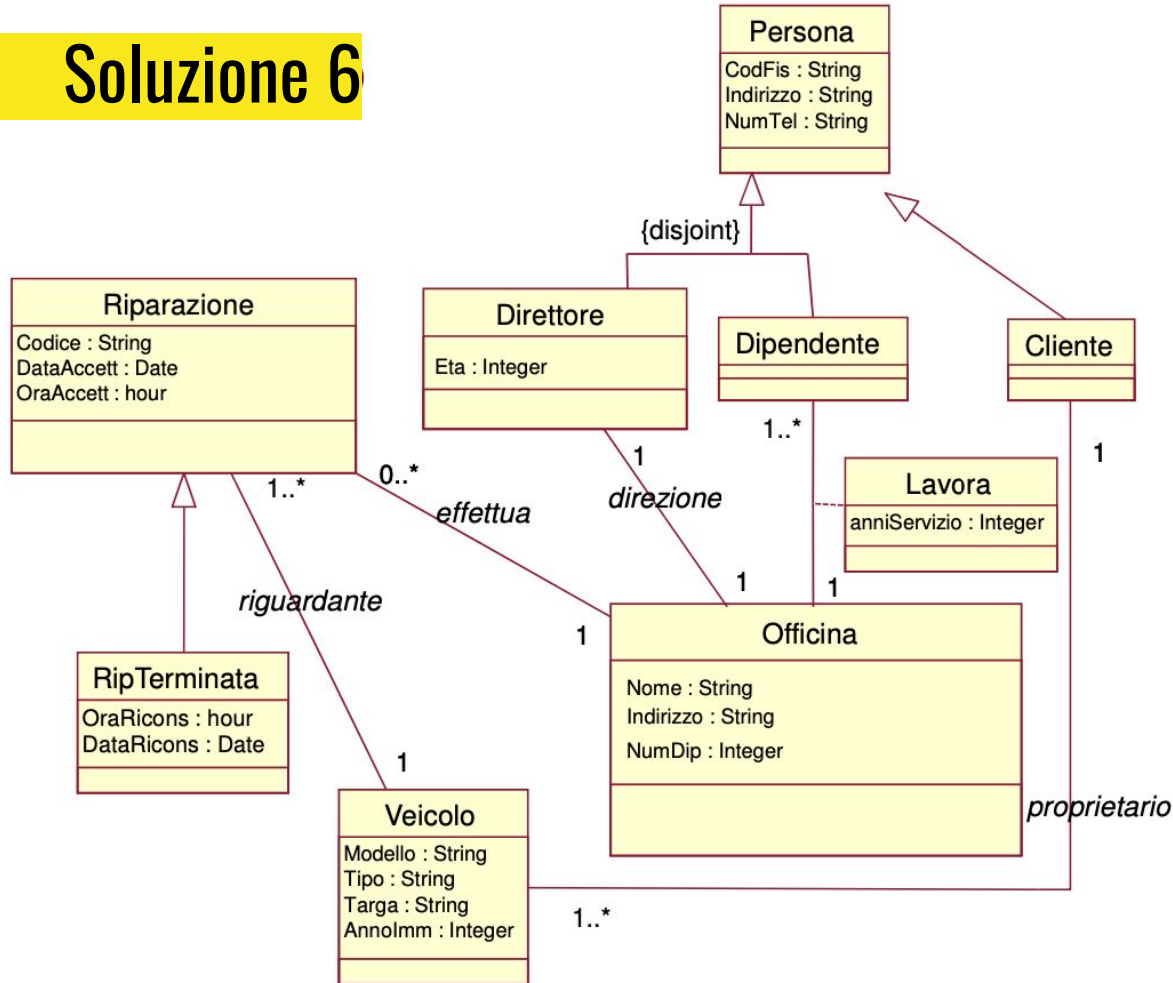 Soluzione 6
Persona
CodFis : String
Indirizzo : String
NumTel : String
{disjoint}
Riparazione
Codice : String
DataAccett : Date
OraAccett : hour
Direttore
Eta : Integer
Dipendente
Cliente
1..*
0..*
effettua
1
direzione
1..*
1
Lavora
anniServizio : Integer
riguardante
1
1
1
Officina
Nome : String
Indirizzo : String
NumDip : Integer
RipTerminata
OraRicons : hour
DataRicons : Date
1
Veicolo
Modello : String
Tipo : String
Targa : String
AnnoImm : Integer
proprietario
1..*